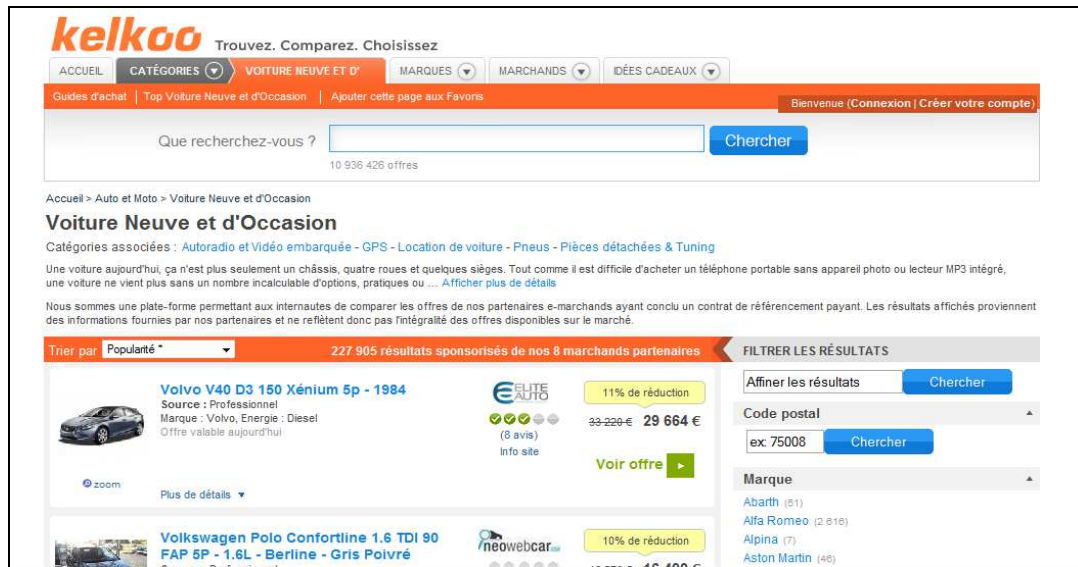 kelkoo Trouvez. Comparez. Choisissez
ACCUEIL CATÉGORIES VOITURE NEUVE ET D' MARQUES MARCHANDS IDÉES CADEAUX
Guides d'achat | Top Voiture Neuve et d'Occasion | Ajouter cette page aux Favoris
Bienvenue (Connexion | Créer votre compte)
Que recherchez-vous ? Chercher
10 936 426 offres
Accueil > Auto et Moto > Voiture Neuve et d'Occasion
Voiture Neuve et d'Occasion
Catégories associées : Autoradio et Vidéo embarquée - GPS - Location de voiture - Pneus - Pièces détachées & Tuning
Une voiture aujourd'hui, ça n'est plus seulement un châssis, quatre roues et quelques sièges. Tout comme il est difficile d'acheter un téléphone portable sans appareil photo ou lecteur MP3 intégré,
une voiture ne vient plus sans un nombre incalculable d'options, pratiques ou … Afficher plus de détails
Nous sommes une plate-forme permettant aux internautes de comparer les offres de nos partenaires e-marchands ayant conclu un contrat de référencement payant. Les résultats affichés proviennent
des informations fournies par nos partenaires et ne reflètent donc pas l'intégralité des offres disponibles sur le marché.
Trier par Popularité * 227 905 résultats sponsorisés de nos 8 marchands partenaires
Volvo V40 D3 150 Xénium 5p - 1984
Source : Professionnel
Marque : Volvo, Energie : Diesel
Offre valable aujourd'hui
zoom
Plus de détails
ELITE
AUTO
(8 avis)
Info site
11% de réduction
33 220 € 29 664 €
Voir offre
Volkswagen Polo Confortline 1.6 TDI 90
FAP 5P - 1.6L - Berline - Gris Poivré
neowebcar
10% de réduction
FILTRER LES RÉSULTATS
Affiner les résultats Chercher
Code postal
ex: 75008 Chercher
Marque
Abarth (51)
Alfa Romeo (2 616)
Alpina (7)
Aston Martin (46)